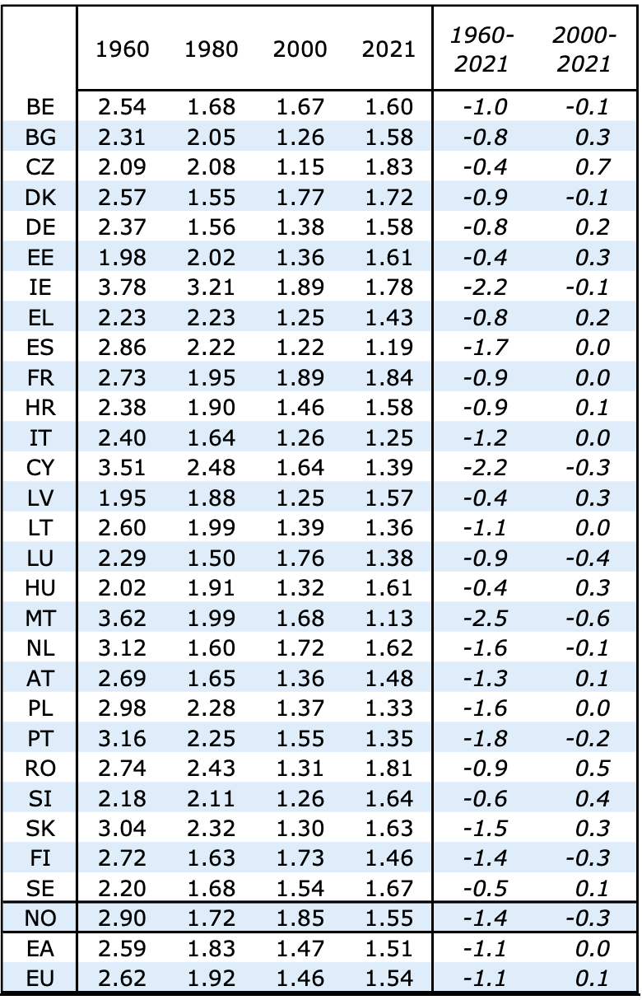 1960 1980 2000 2021 1960-2021 2000-2021
BE 2.54 1.68 1.67 1.60 -1.0 -0.1
BG 2.31 2.05 1.26 1.58 -0.8 0.3
CZ 2.09 2.08 1.15 1.83 -0.4 0.7
DK 2.57 1.55 1.77 1.72 -0.9 -0.1
DE 2.37 1.56 1.38 1.58 -0.8 0.2
EE 1.98 2.02 1.36 1.61 -0.4 0.3
IE 3.78 3.21 1.89 1.78 -2.2 -0.1
EL 2.23 2.23 1.25 1.43 -0.8 0.2
ES 2.86 2.22 1.22 1.19 -1.7 0.0
FR 2.73 1.95 1.89 1.84 -0.9 0.0
HR 2.38 1.90 1.46 1.58 -0.9 0.1
IT 2.40 1.64 1.26 1.25 -1.2 0.0
CY 3.51 2.48 1.64 1.39 -2.2 -0.3
LV 1.95 1.88 1.25 1.57 -0.4 0.3
LT 2.60 1.99 1.39 1.36 -1.1 0.0
LU 2.29 1.50 1.76 1.38 -0.9 -0.4
HU 2.02 1.91 1.32 1.61 -0.4 0.3
MT 3.62 1.99 1.68 1.13 -2.5 -0.6
NL 3.12 1.60 1.72 1.62 -1.6 -0.1
AT 2.69 1.65 1.36 1.48 -1.3 0.1
PL 2.98 2.28 1.37 1.33 -1.6 0.0
PT 3.16 2.25 1.55 1.35 -1.8 -0.2
RO 2.74 2.43 1.31 1.81 -0.9 0.5
SI 2.18 2.11 1.26 1.64 -0.6 0.4
SK 3.04 2.32 1.30 1.63 -1.5 0.3
FI 2.72 1.63 1.73 1.46 -1.4 -0.3
SE 2.20 1.68 1.54 1.67 -0.5 0.1
NO 2.90 1.72 1.85 1.55 -1.4 -0.3
EA 2.59 1.83 1.47 1.51 -1.1 0.0
EU 2.62 1.92 1.46 1.54 -1.1 0.1